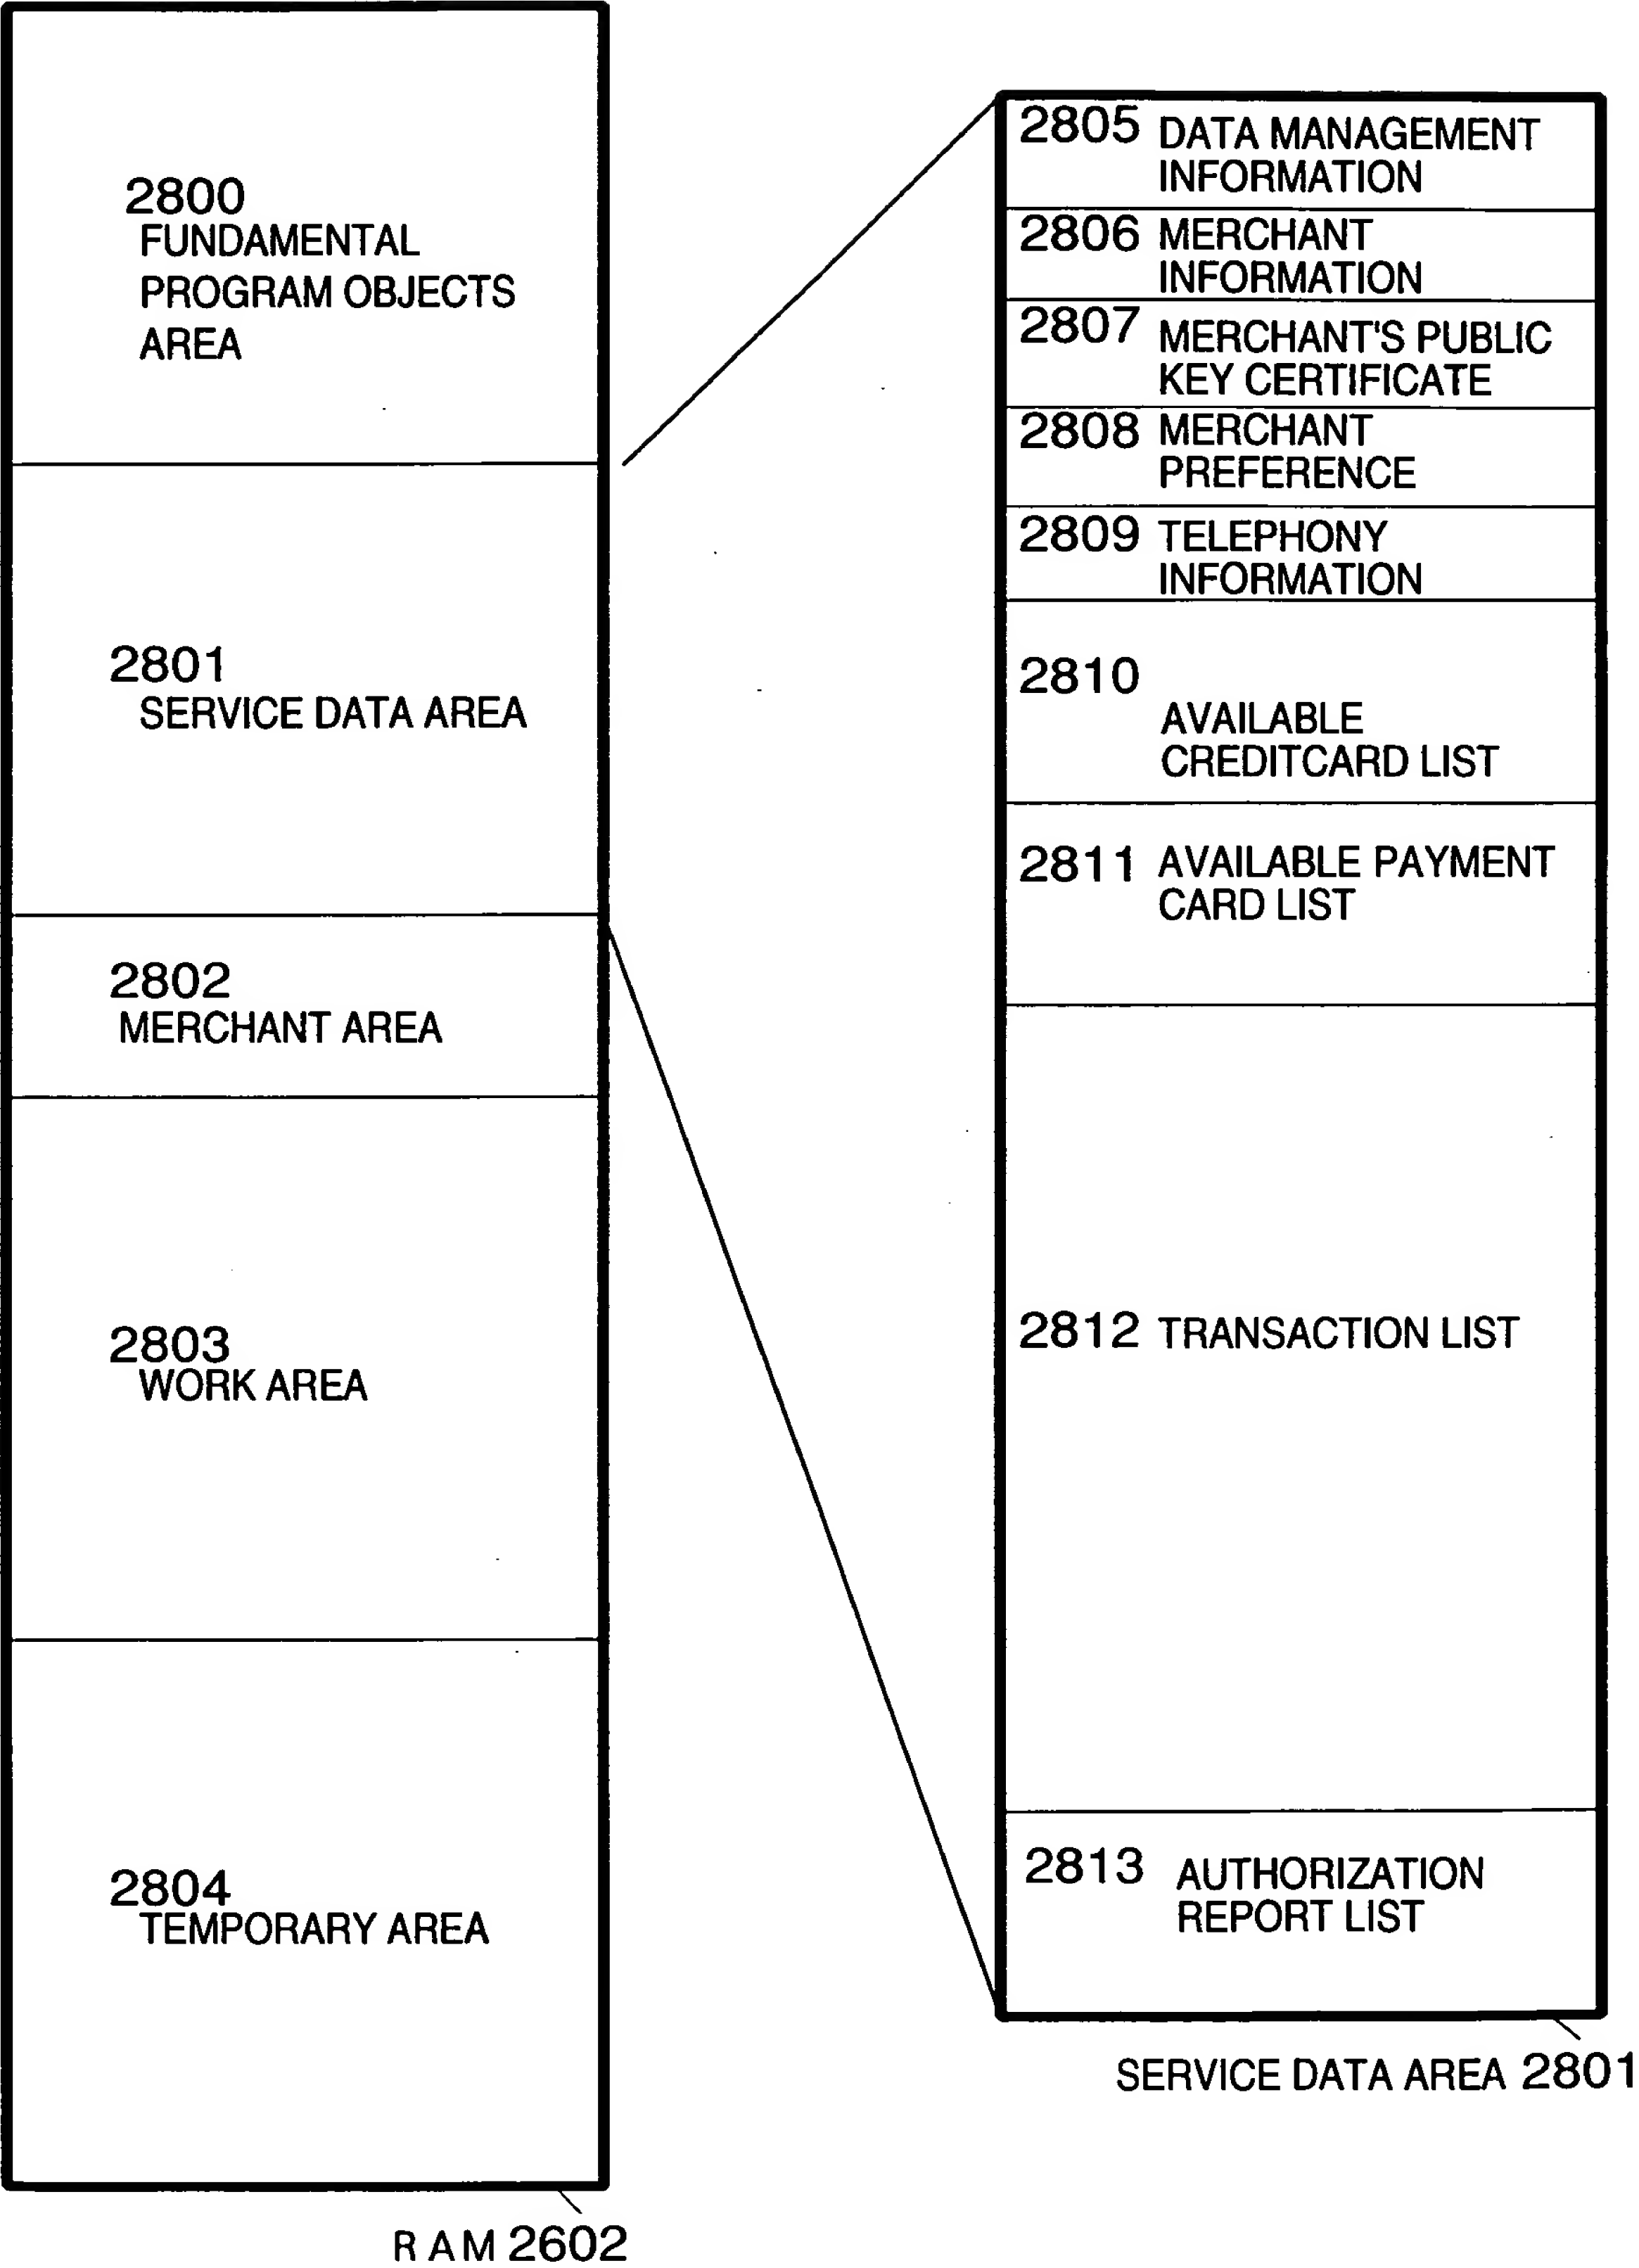 2800
FUNDAMENTAL
PROGRAM OBJECTS
AREA
2801
SERVICE DATA AREA
2802
MERCHANT AREA
2803
WORK AREA
2804
TEMPORARY AREA
RAM 2602
2805 DATA MANAGEMENT
INFORMATION
2806 MERCHANT
INFORMATION
2807 MERCHANT'S PUBLIC
KEY CERTIFICATE
2808 MERCHANT
PREFERENCE
2809 TELEPHONY
INFORMATION
2810
AVAILABLE
CREDITCARD LIST
2811 AVAILABLE PAYMENT
CARD LIST
2812 TRANSACTION LIST
2813 AUTHORIZATION
REPORT LIST
SERVICE DATA AREA 2801